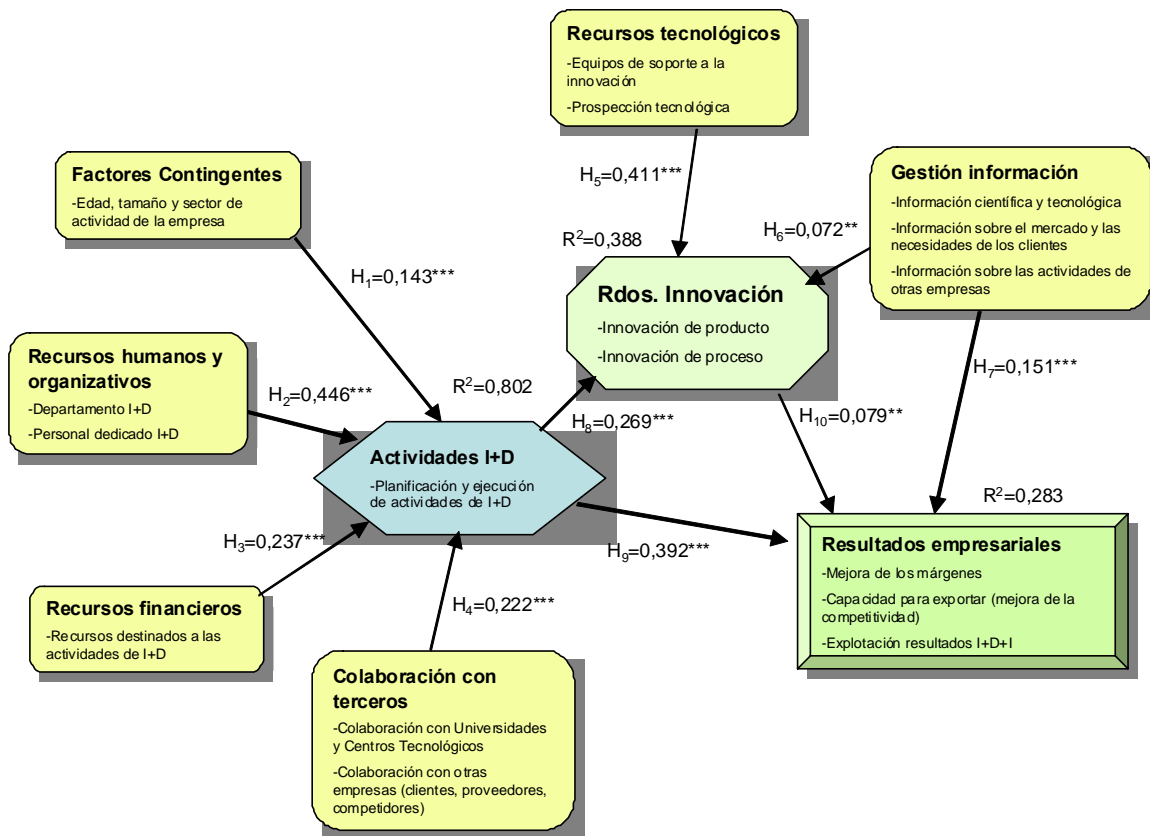 Recursos tecnológicos
-Equipos de soporte a la
innovación
-Prospección tecnológica
Factores Contingentes
-Edad, tamaño y sector de
actividad de la empresa
H5=0,411***
Gestión información
-Información científica y tecnológica
-Información sobre el mercado y las
necesidades de los clientes
-Información sobre las actividades de
otras empresas
H6=0,072**
R²=0,388
H1=0,143***
Rdos. Innovación
-Innovación de producto
-Innovación de proceso
Recursos humanos y
organizativos
-Departamento I+D
-Personal dedicado I+D
H2=0,446***
R²=0,802
H7=0,151***
H8=0,269***
H10=0,079**
Actividades I+D
-Planificación y ejecución
de actividades de I+D
R²=0,283
H3=0,237***
H9=0,392***
Resultados empresariales
-Mejora de los márgenes
-Capacidad para exportar (mejora de la
competitividad)
-Explotación resultados I+D+I
Recursos financieros
-Recursos destinados a las
actividades de I+D
H4=0,222***
Colaboración con
terceros
-Colaboración con Universidades
y Centros Tecnológicos
-Colaboración con otras
empresas (clientes, proveedores,
competidores)